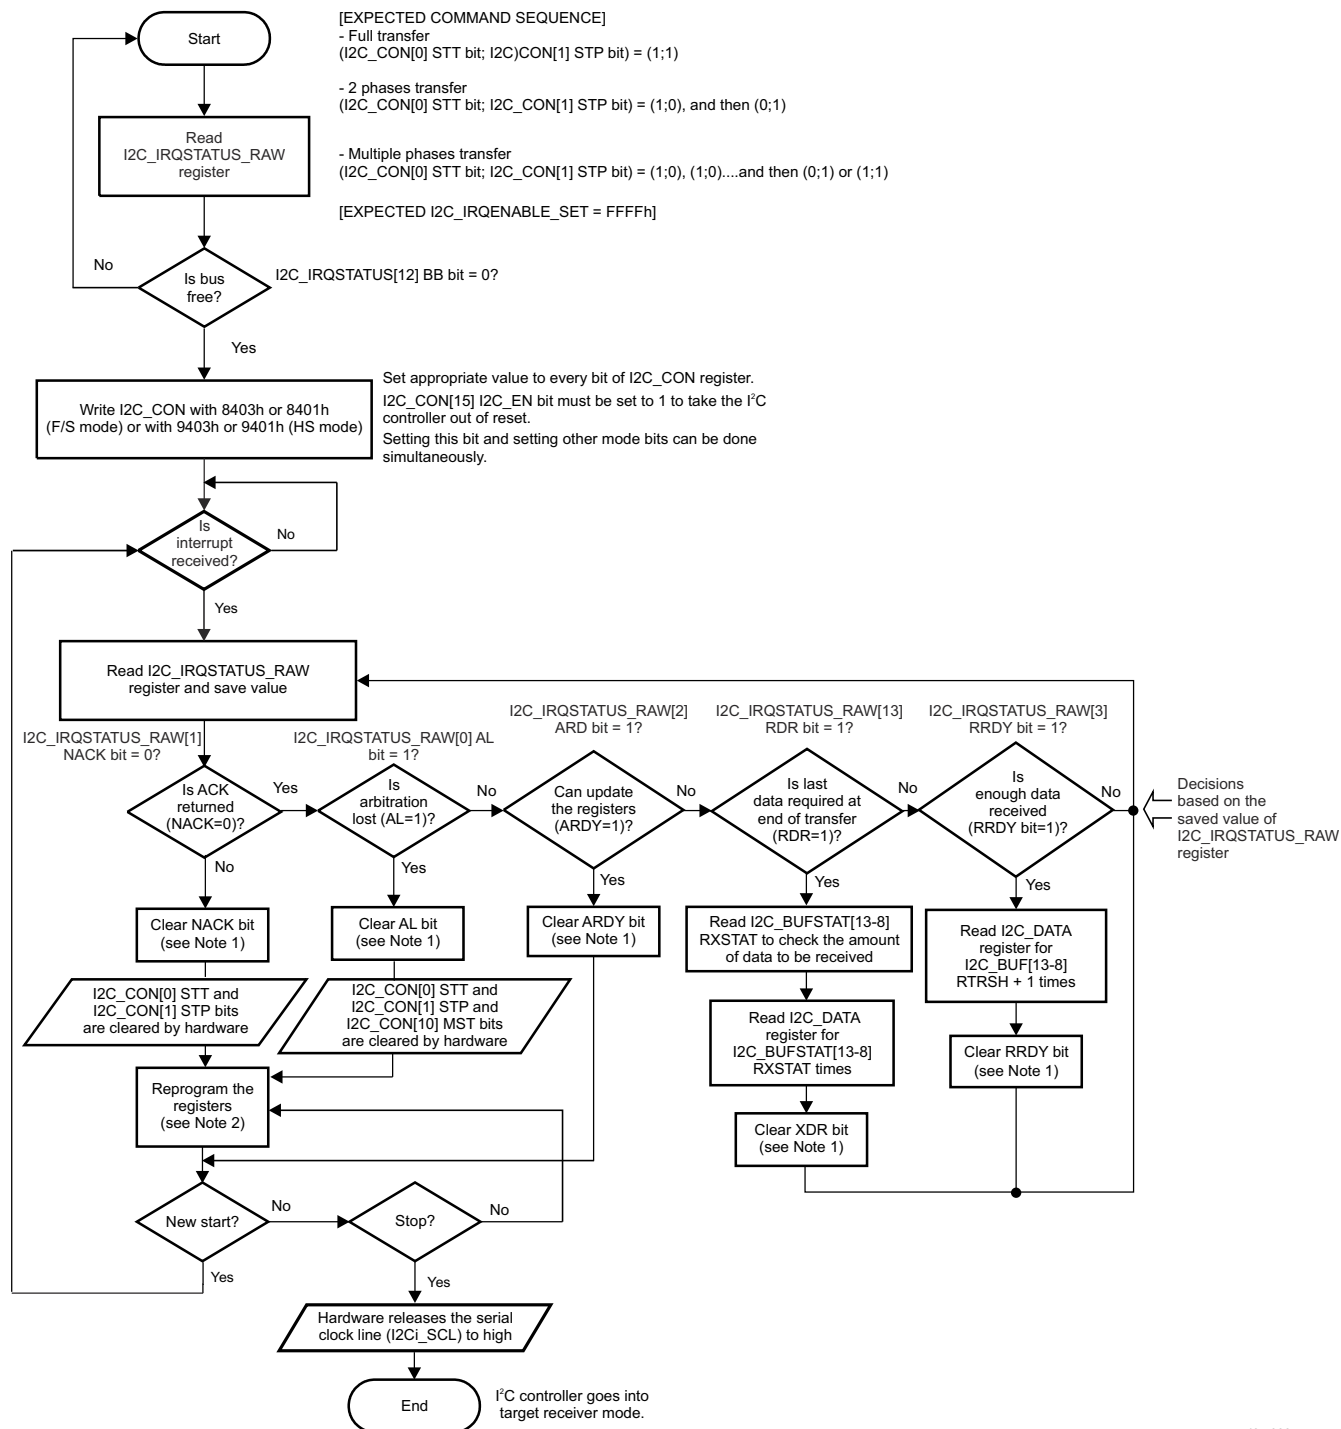 Start
[EXPECTED COMMAND SEQUENCE]
- Full transfer
(I2C_CON[0] STT bit; I2C)CON[1] STP bit) = (1;1)
- 2 phases transfer
(I2C_CON[0] STT bit; I2C_CON[1] STP bit) = (1;0), and then (0;1)
- Multiple phases transfer
(I2C_CON[0] STT bit; I2C_CON[1] STP bit) = (1;0), (1;0)....and then (0;1) or (1;1)
[EXPECTED I2C_IRQENABLE_SET = FFFFh]
Read
I2C_IRQSTATUS_RAW
register
No
Is bus
free?
I2C_IRQSTATUS[12] BB bit = 0?
Yes
Write I2C_CON with 8403h or 8401h
(F/S mode) or with 9403h or 9401h (HS mode)
Set appropriate value to every bit of I2C_CON register.
I2C_CON[15] I2C_EN bit must be set to 1 to take the I²C
controller out of reset.
Setting this bit and setting other mode bits can be done
simultaneously.
Is
interrupt
received?
No
Yes
Read I2C_IRQSTATUS_RAW
register and save value
I2C_IRQSTATUS_RAW[1]
NACK bit = 0?
I2C_IRQSTATUS_RAW[0] AL
bit = 1?
I2C_IRQSTATUS_RAW[2]
ARD bit = 1?
I2C_IRQSTATUS_RAW[13]
RDR bit = 1?
I2C_IRQSTATUS_RAW[3]
RRDY bit = 1?
Is ACK
returned
(NACK=0)?
Yes
Is
arbitration
lost (AL=1)?
No
Can update
the registers
(ARDY=1)?
No
Is last
data required at
end of transfer
(RDR=1)?
No
Is
enough data
received
(RRDY bit=1)?
No
Decisions
based on the
saved value of
I2C_IRQSTATUS_RAW
register
No
Yes
Yes
Yes
Yes
Clear NACK bit
(see Note 1)
Clear AL bit
(see Note 1)
Clear ARDY bit
(see Note 1)
Read I2C_BUFSTAT[13-8]
RXSTAT to check the amount
of data to be received
Read I2C_DATA
register for
I2C_BUF[13-8]
RTRSH + 1 times
I2C_CON[0] STT and
I2C_CON[1] STP bits
are cleared by hardware
I2C_CON[0] STT and
I2C_CON[1] STP and
I2C_CON[10] MST bits
are cleared by hardware
Read I2C_DATA
register for
I2C_BUFSTAT[13-8]
RXSTAT times
Clear RRDY bit
(see Note 1)
Reprogram the
registers
(see Note 2)
Clear XDR bit
(see Note 1)
New start?
No
Stop?
No
Yes
Yes
Hardware releases the serial
clock line (I2Ci_SCL) to high
End
I²C controller goes into
target receiver mode.